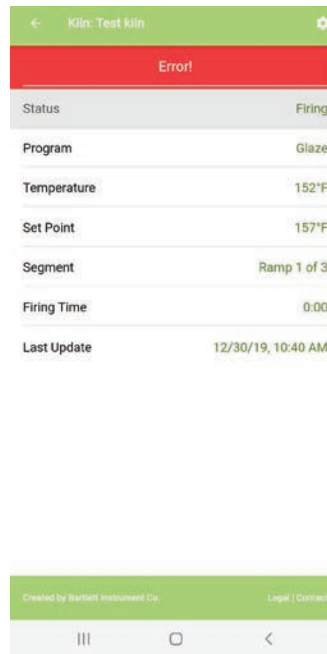 Kiln: Test kiln
Error!
Status Firing
Program Glaze
Temperature 152°F
Set Point 157°F
Segment Ramp 1 of 3
Firing Time 0:00
Last Update 12/30/19, 10:40 AM
Created by Bartlett Instrument Co. Legal | Contact